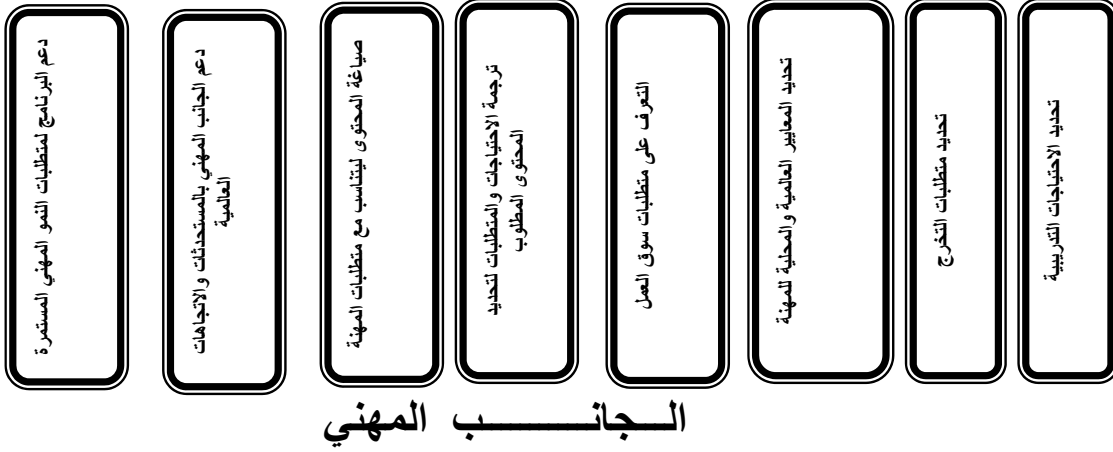 تحديد الاحتياجات التدريبية
تحديد متطلبات التخرج
تحديد المعايير العالمية والمحلية للمهنة
التعرف على متطلبات سوق العمل
ترجمة الاحتياجات والمتطلبات لتحديد
المحتوى المطلوب
صياغة المحتوى ليتناسب مع متطلبات المهنة
دعم الجانب المهني بالمستحدثات والاتجاهات
العالمية
دعم البرنامج لمتطلبات النمو المهني المستمرة
الـــجانـــــــــب المهني